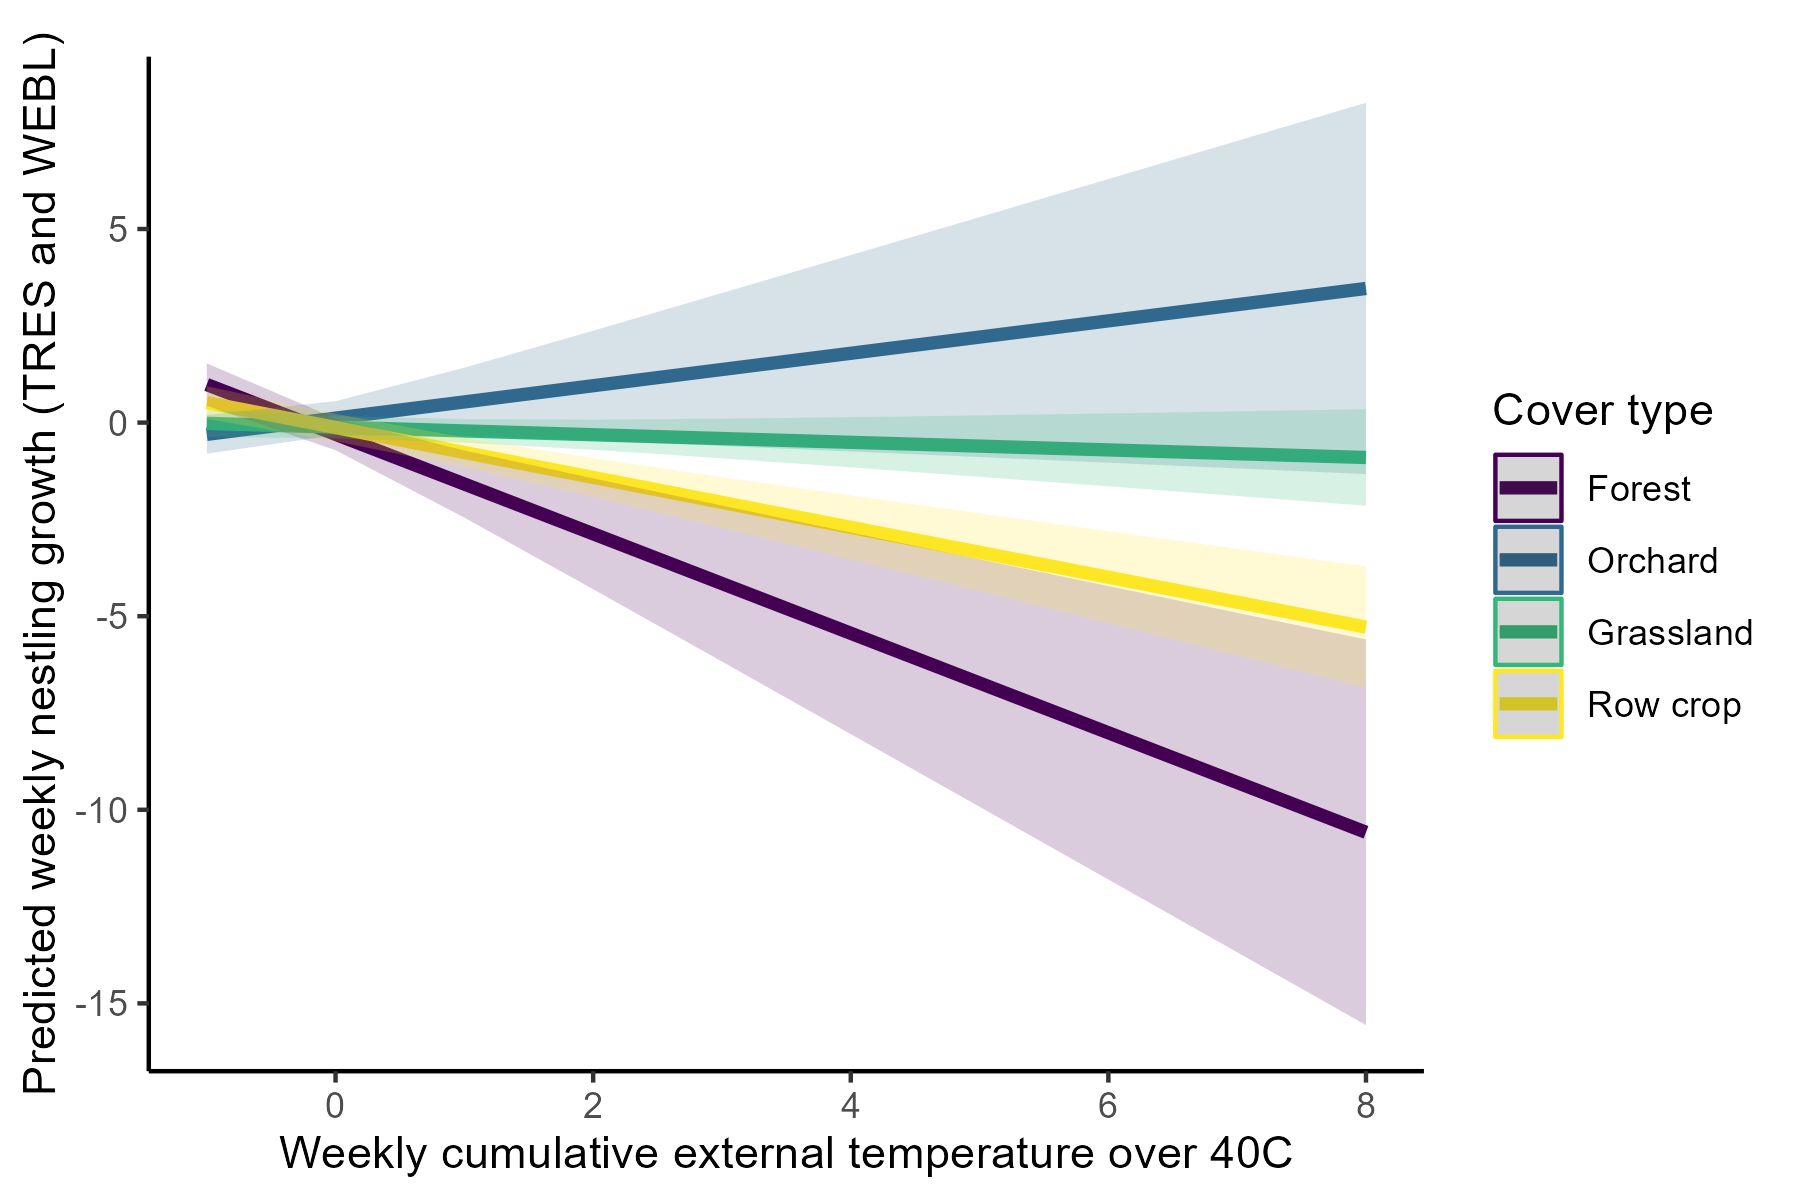 Predicted weekly nestling growth (TRES and WEBL)
5
0
-5
-10
-15
0 2 4 6 8
Weekly cumulative external temperature over 40C
Cover type
Forest
Orchard
Grassland
Row crop